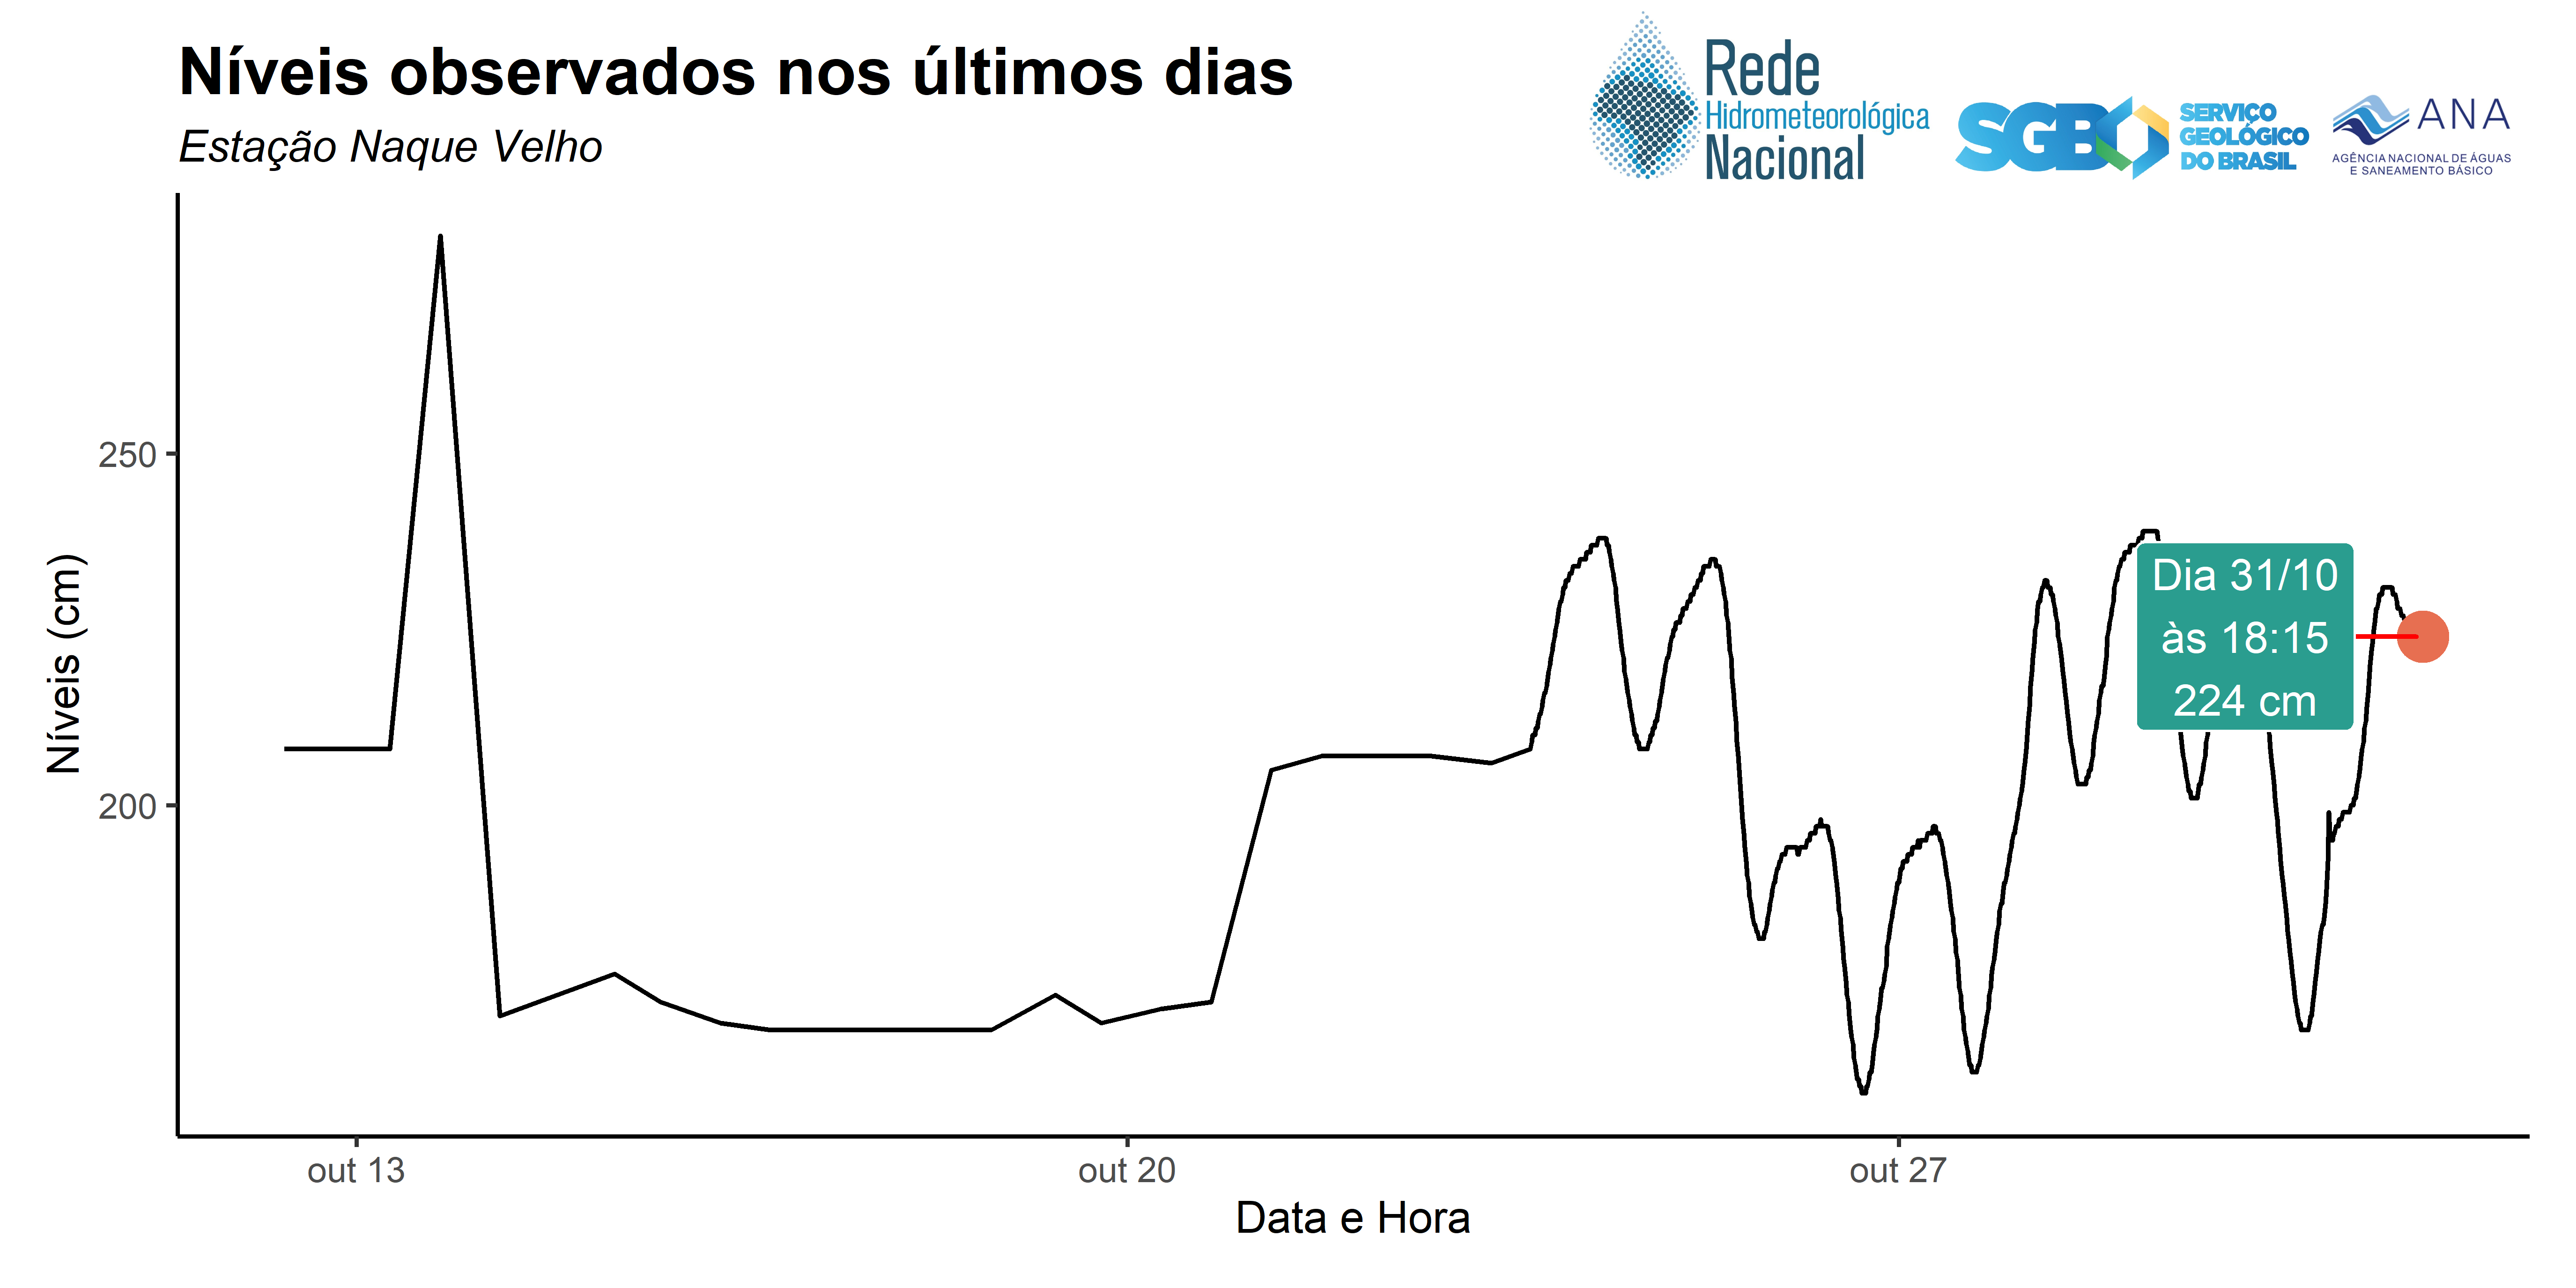 Níveis observados nos últimos dias
Estação Naque Velho
Rede
Hidrometeorológica
Nacional
SGB
SERVIÇO
GEOLÓGICO
DO BRASIL
ANA
AGÊNCIA NACIONAL DE ÁGUAS
E SANEAMENTO BÁSICO
Níveis (cm)
250
200
Dia 31/10
às 18:15
224 cm
out 13
out 20
out 27
Data e Hora